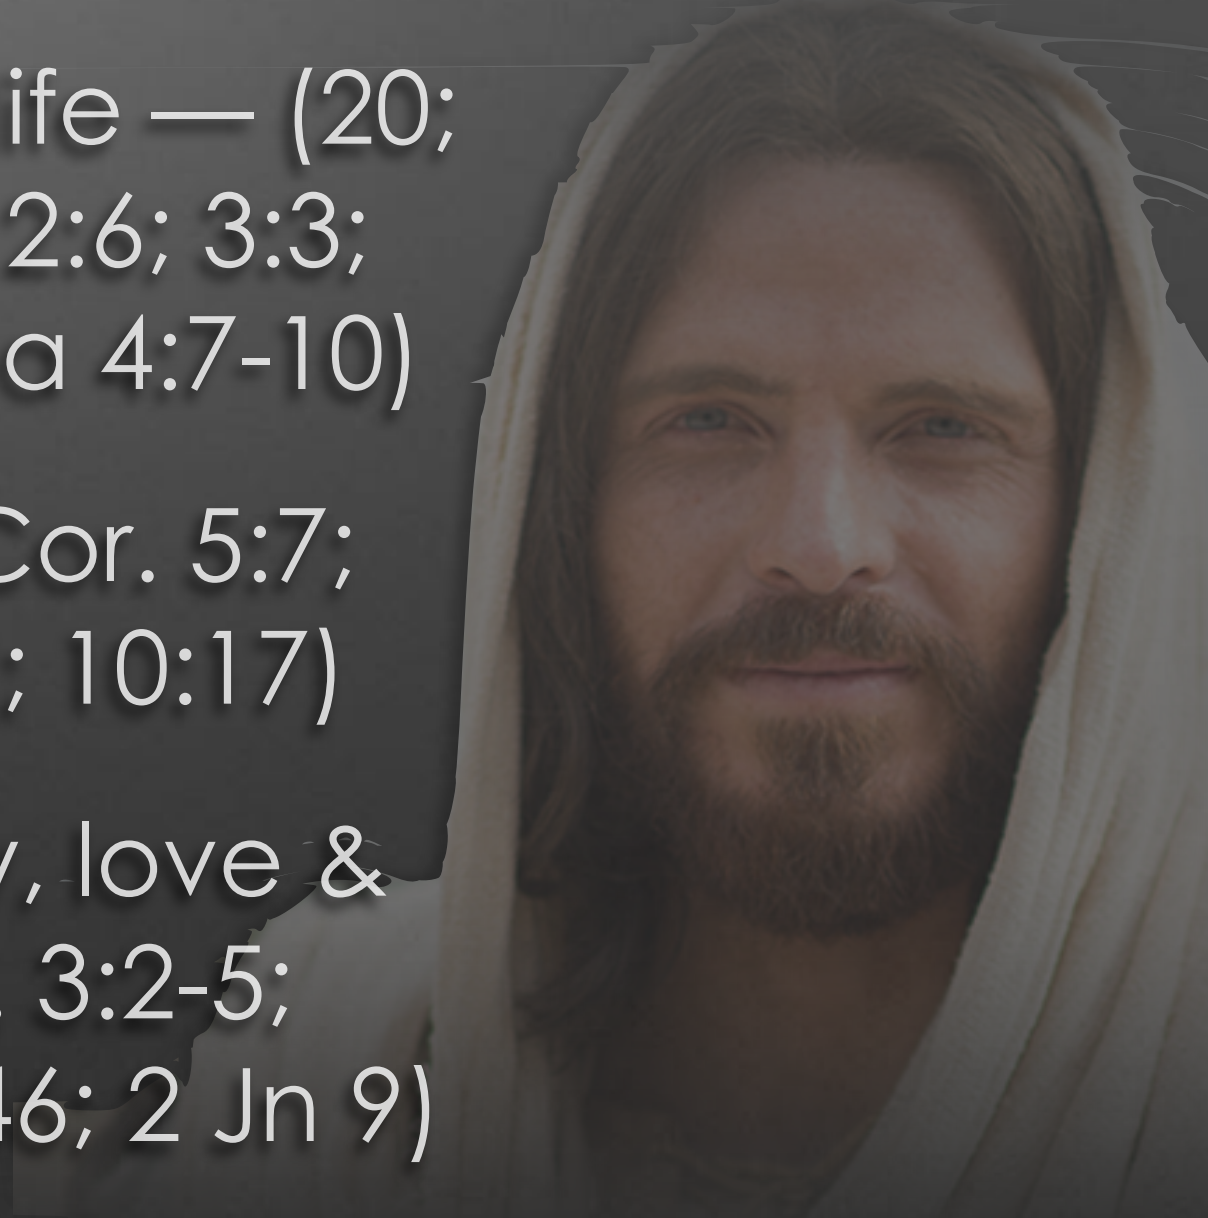 ife — (20;
2:6; 3:3;
a 4:7-10)
Cor. 5:7;
; 10:17)
, love &
3:2-5;
46; 2 Jn 9)